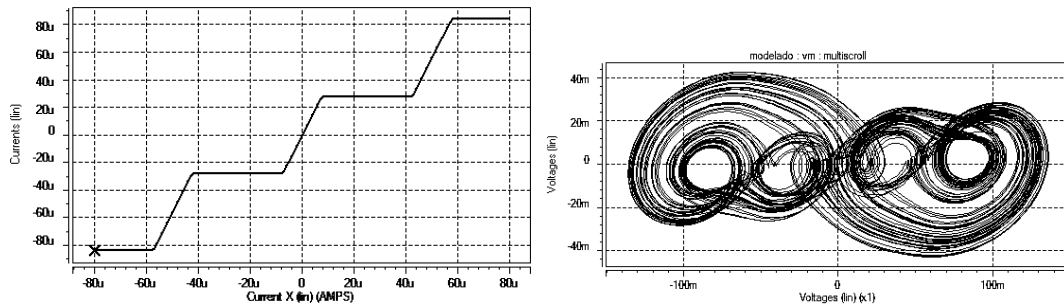 80u
60u
40u
20u
0
-20u
-40u
-60u
-80u
Currents (lin)
-80u -60u -40u -20u 0 20u 40u 60u 80u
Current X (lin) (AMPS)
modelado : vm : multiscroll
40m
20m
0
-20m
-40m
Voltages (lin)
-100m 0 100m
Voltages (lin) (x1)